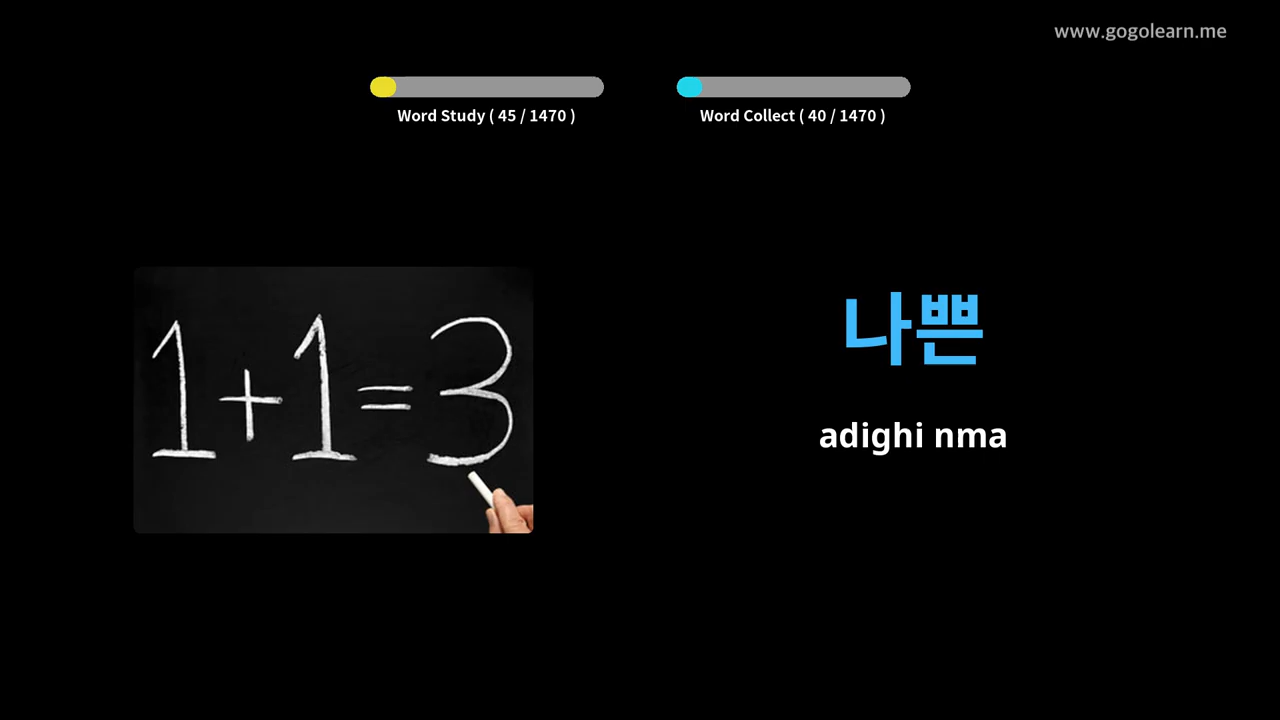 www.gogolearn.me
Word Study ( 45 / 1470 )
Word Collect ( 40 / 1470 )
1+1=3
나쁜
adighi nma